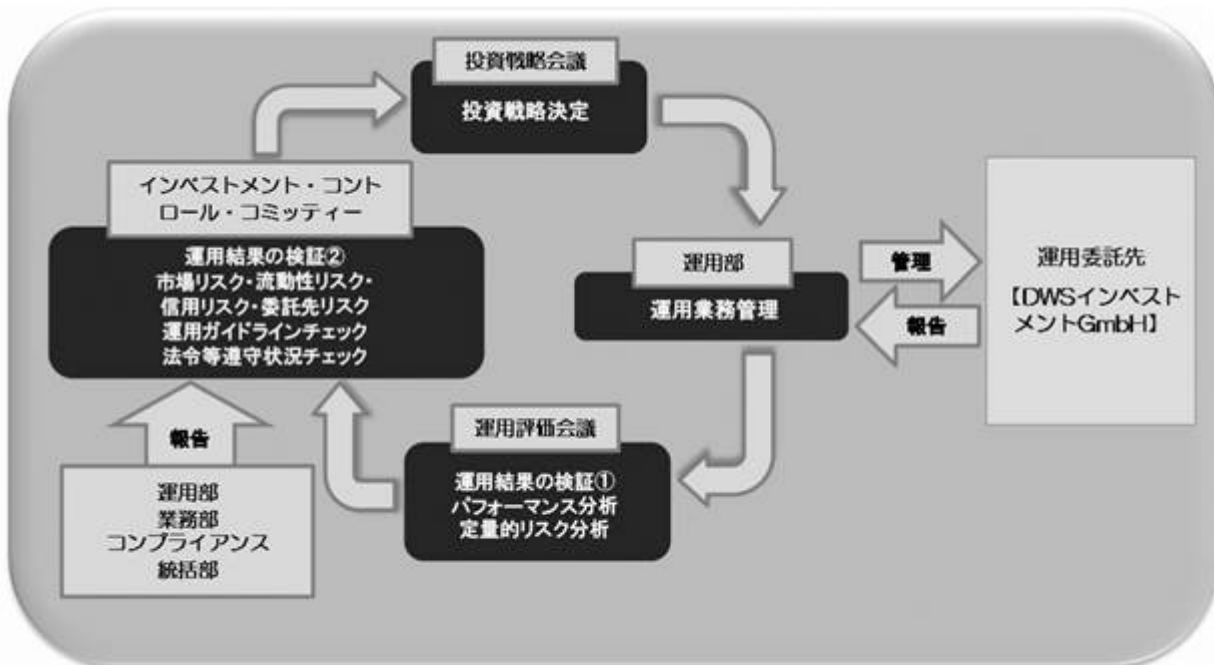 投資戦略会議
投資戦略決定
インベストメント・コント
ロール・コミッティー
運用結果の検証②
市場リスク・流動性リスク・
信用リスク・委託先リスク
運用ガイドラインチェック
法令等遵守状況チェック
運用部
運用業務管理
管理
報告
運用委託先
【DWSインベスト
メントGmbH】
運用評価会議
運用結果の検証①
パフォーマンス分析
定量的リスク分析
報告
運用部
業務部
コンプライアンス
統括部